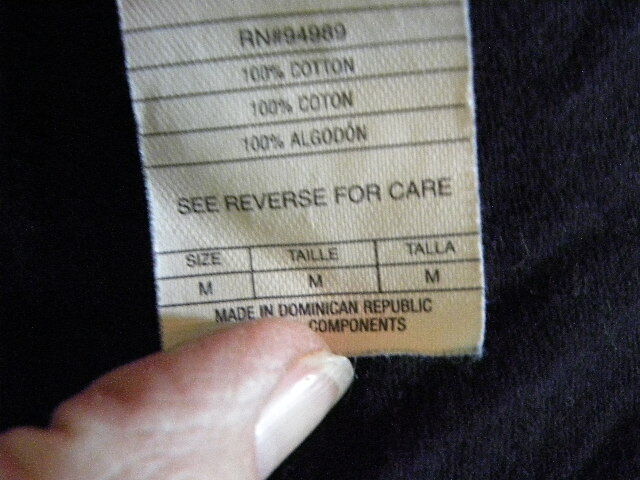 RN#94989
100% COTTON
100% COTON
100% ALGODÓN
SEE REVERSE FOR CARE
SIZE TAILLE TALLA
M M M
MADE IN DOMINICAN REPUBLIC
COMPONENTS